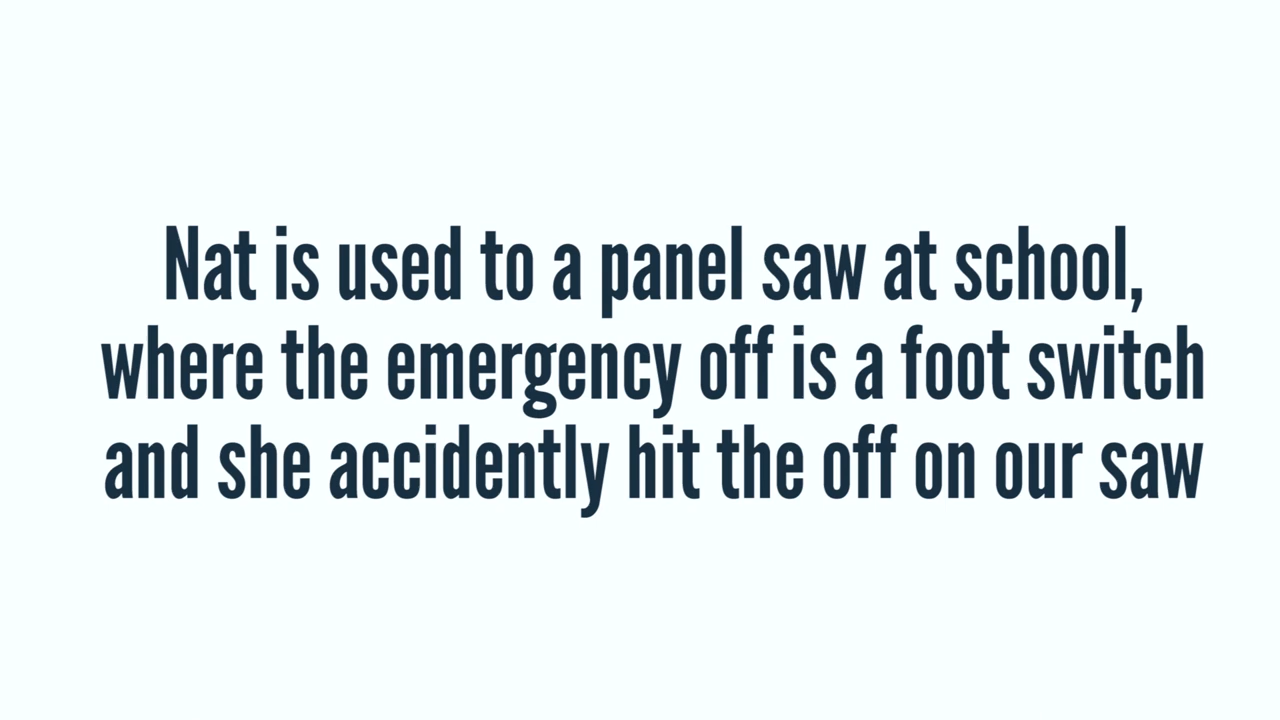 Nat is used to a panel saw at school,
where the emergency off is a foot switch
and she accidently hit the off on our saw